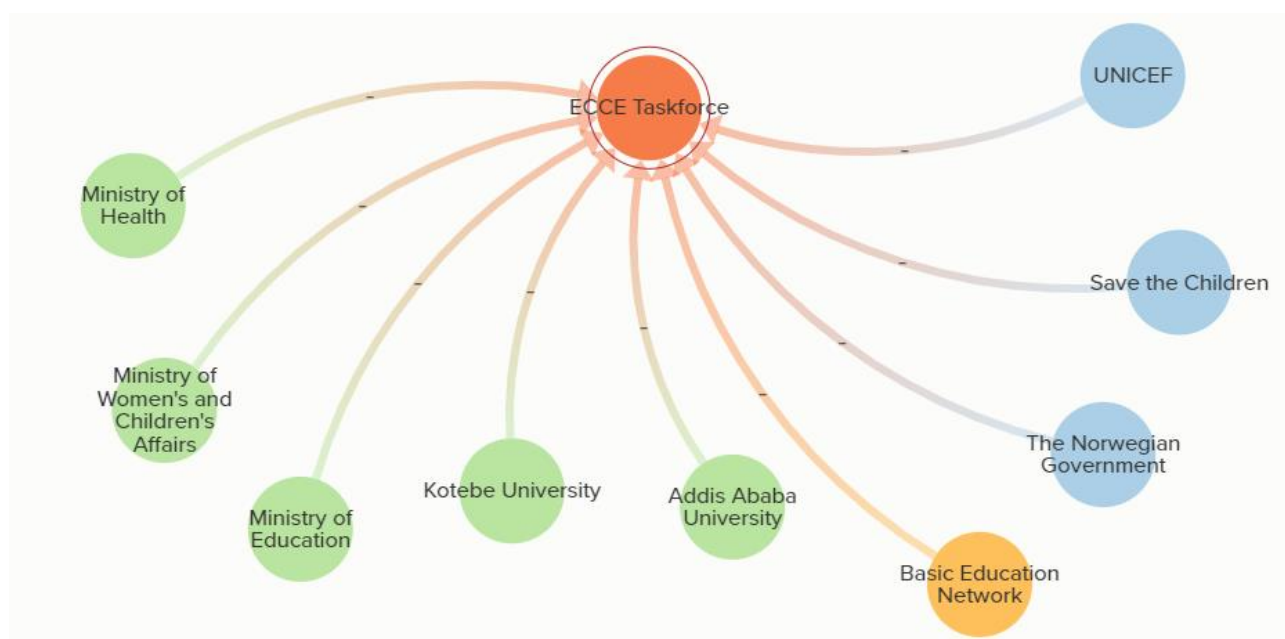 ECCE Taskforce
UNICEF
Ministry of
Health
Save the Children
Ministry of
Women's and
Children's
Affairs
The Norwegian
Government
Kotebe University
Addis Ababa
University
Ministry of
Education
Basic Education
Network